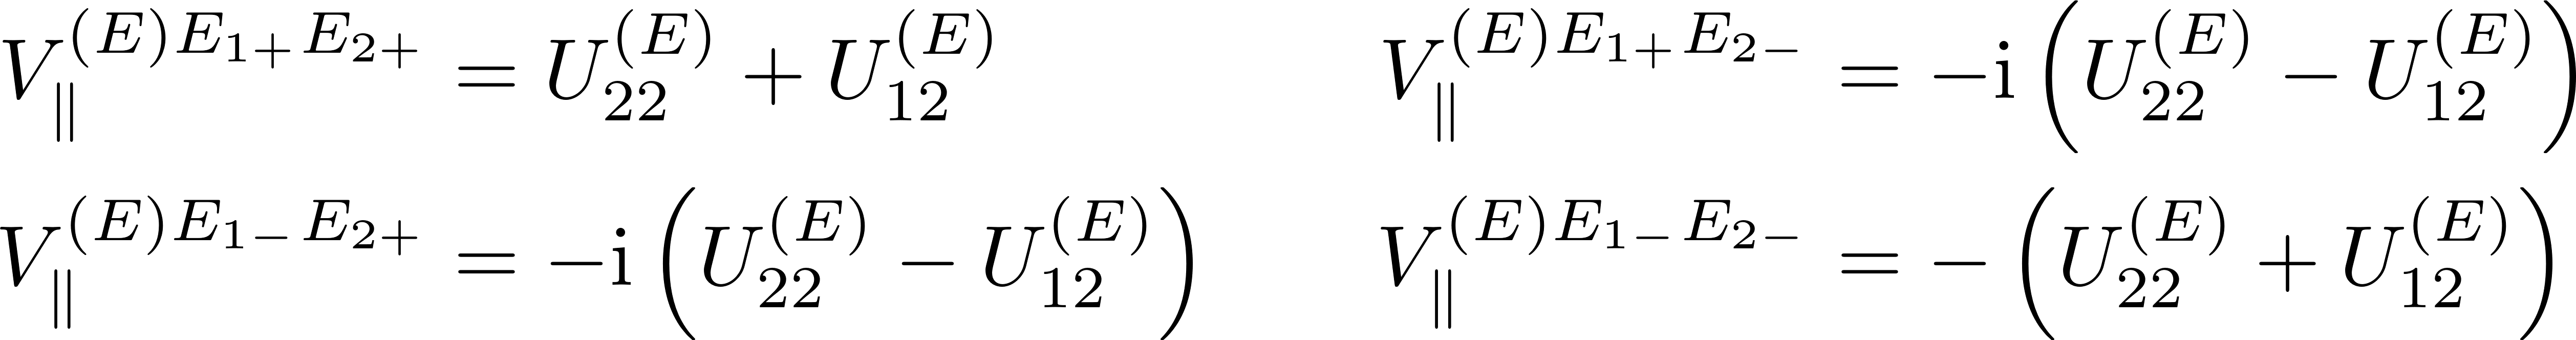 $V_{\parallel}^{(E)E_{1+}E_{2+}} = U_{22}^{(E)} + U_{12}^{(E)} \qquad V_{\parallel}^{(E)E_{1+}E_{2-}} = -\mathrm{i}\left(U_{22}^{(E)} - U_{12}^{(E)}\right)$
$V_{\parallel}^{(E)E_{1-}E_{2+}} = -\mathrm{i}\left(U_{22}^{(E)} - U_{12}^{(E)}\right) \qquad V_{\parallel}^{(E)E_{1-}E_{2-}} = -\left(U_{22}^{(E)} + U_{12}^{(E)}\right)$